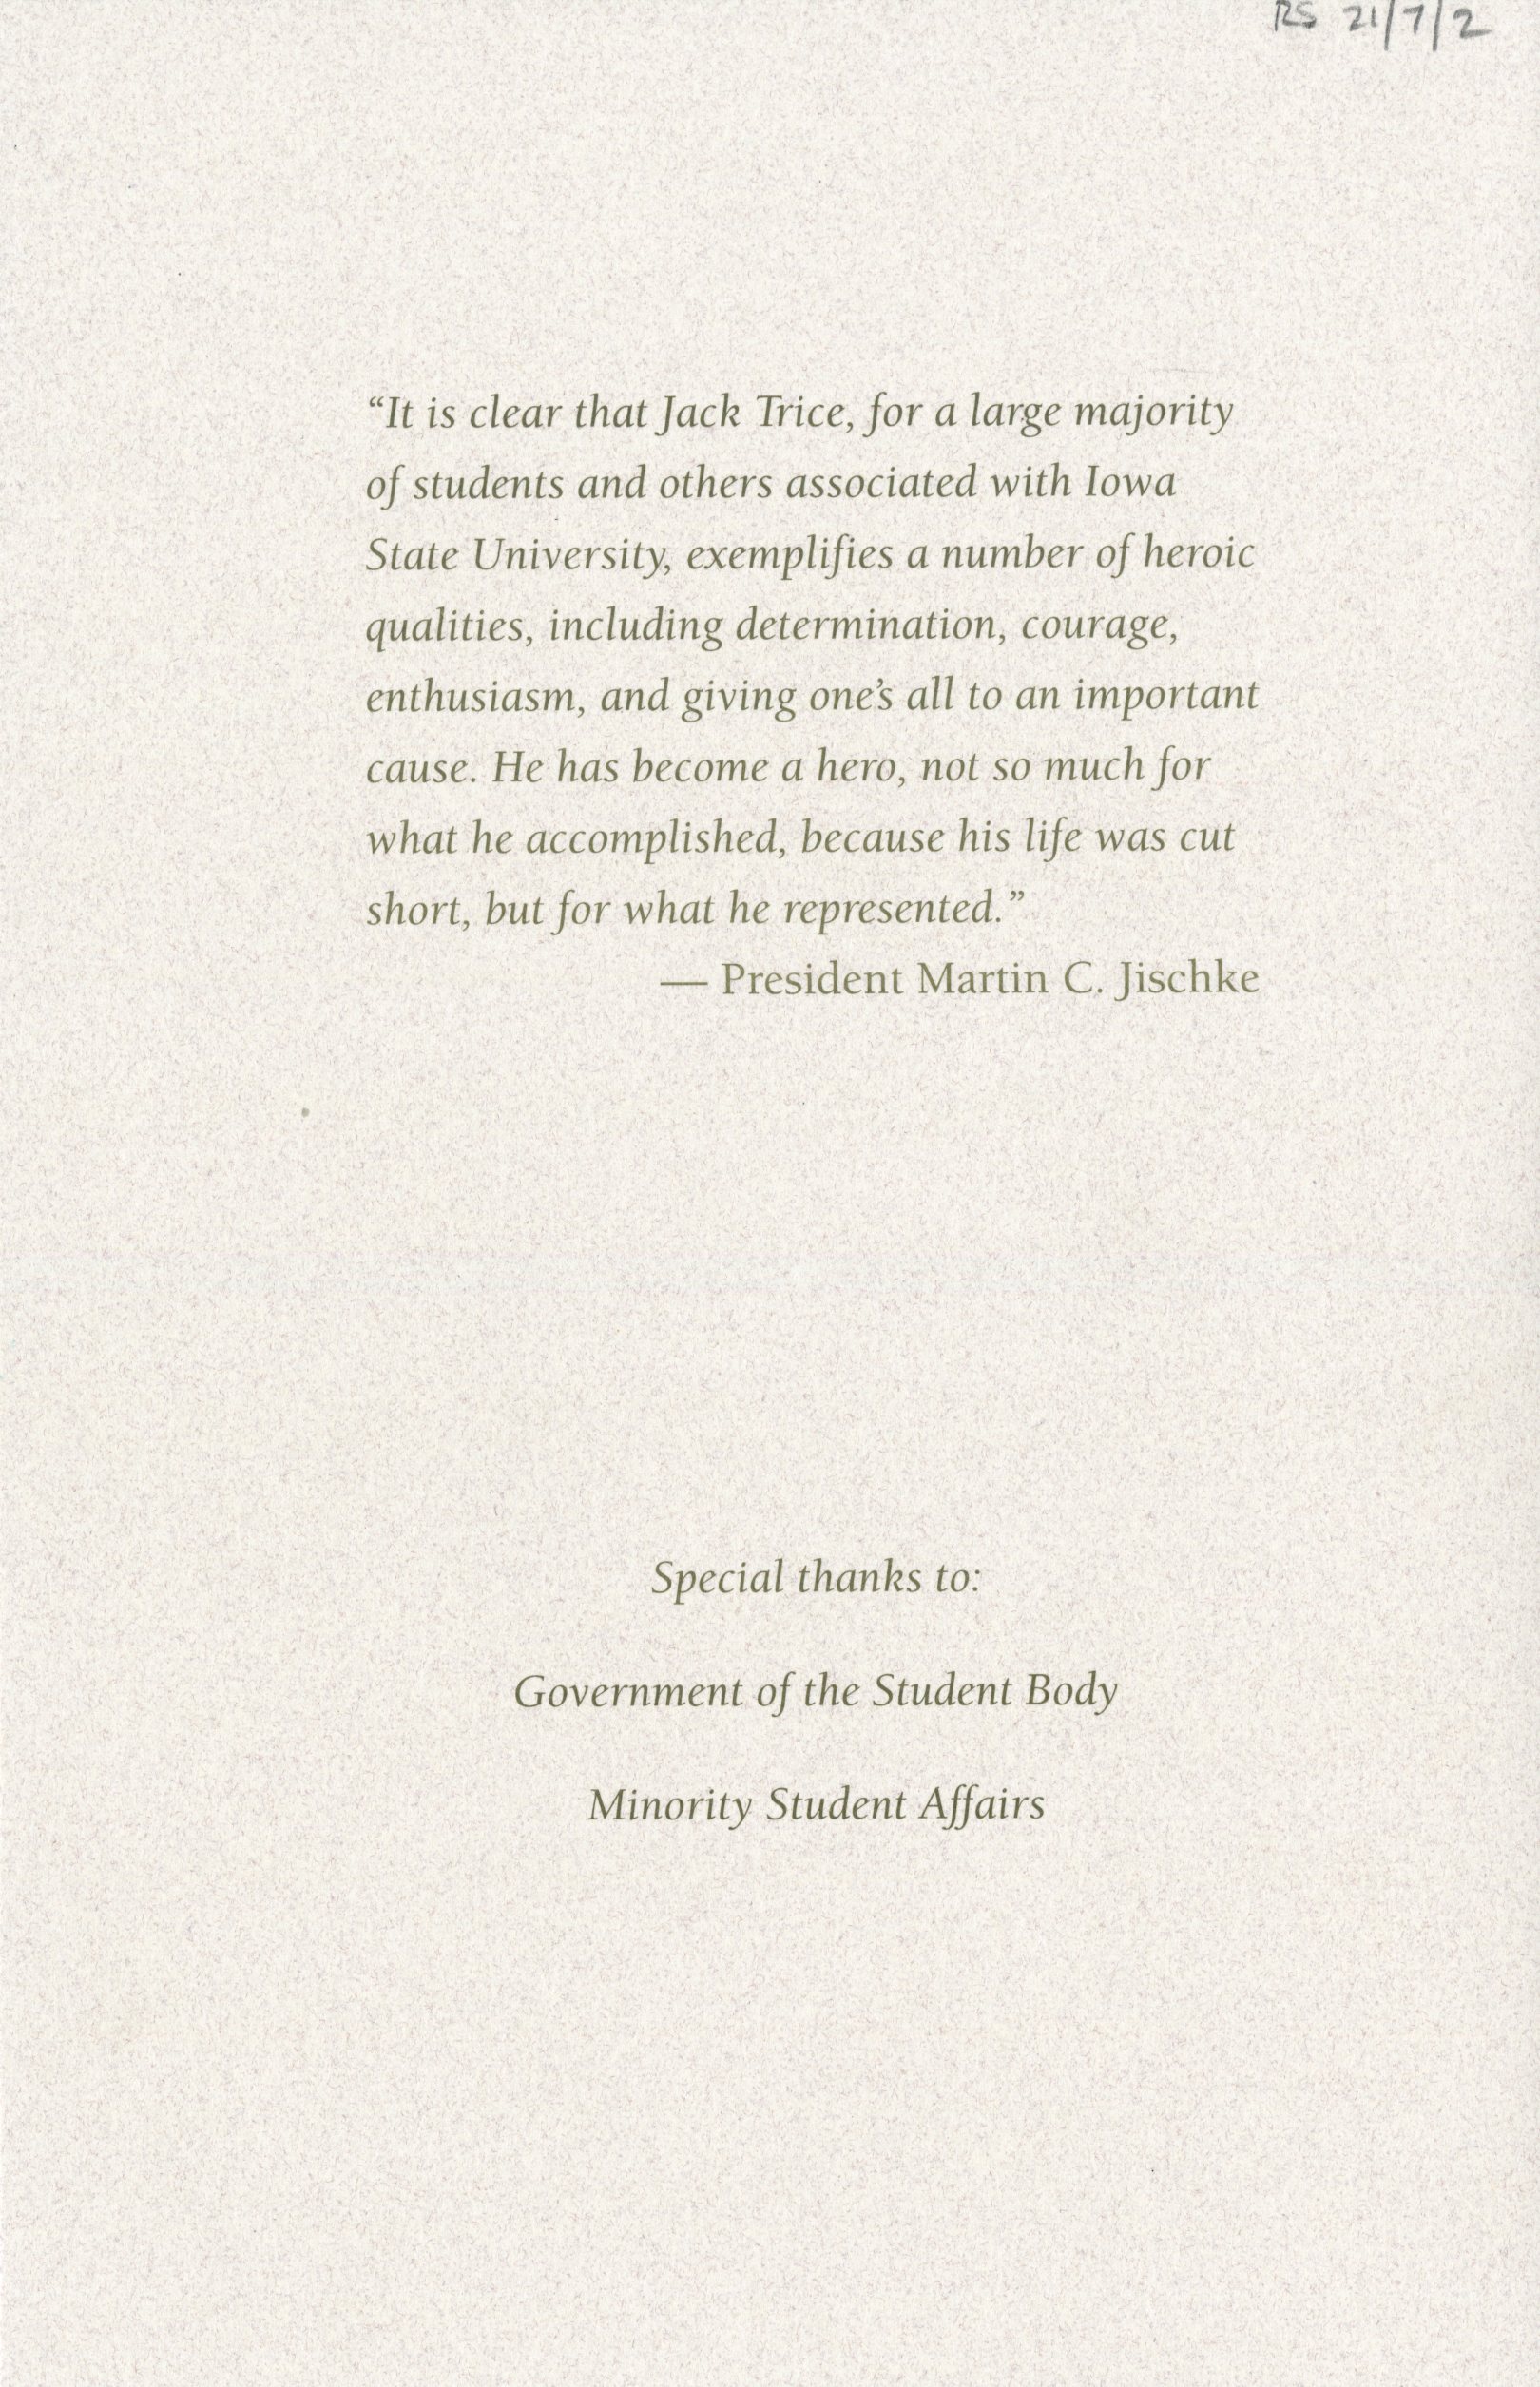 RS 21/7/2
“It is clear that Jack Trice, for a large majority
of students and others associated with Iowa
State University, exemplifies a number of heroic
qualities, including determination, courage,
enthusiasm, and giving one’s all to an important
cause. He has become a hero, not so much for
what he accomplished, because his life was cut
short, but for what he represented.”
— President Martin C. Jischke
Special thanks to:
Government of the Student Body
Minority Student Affairs